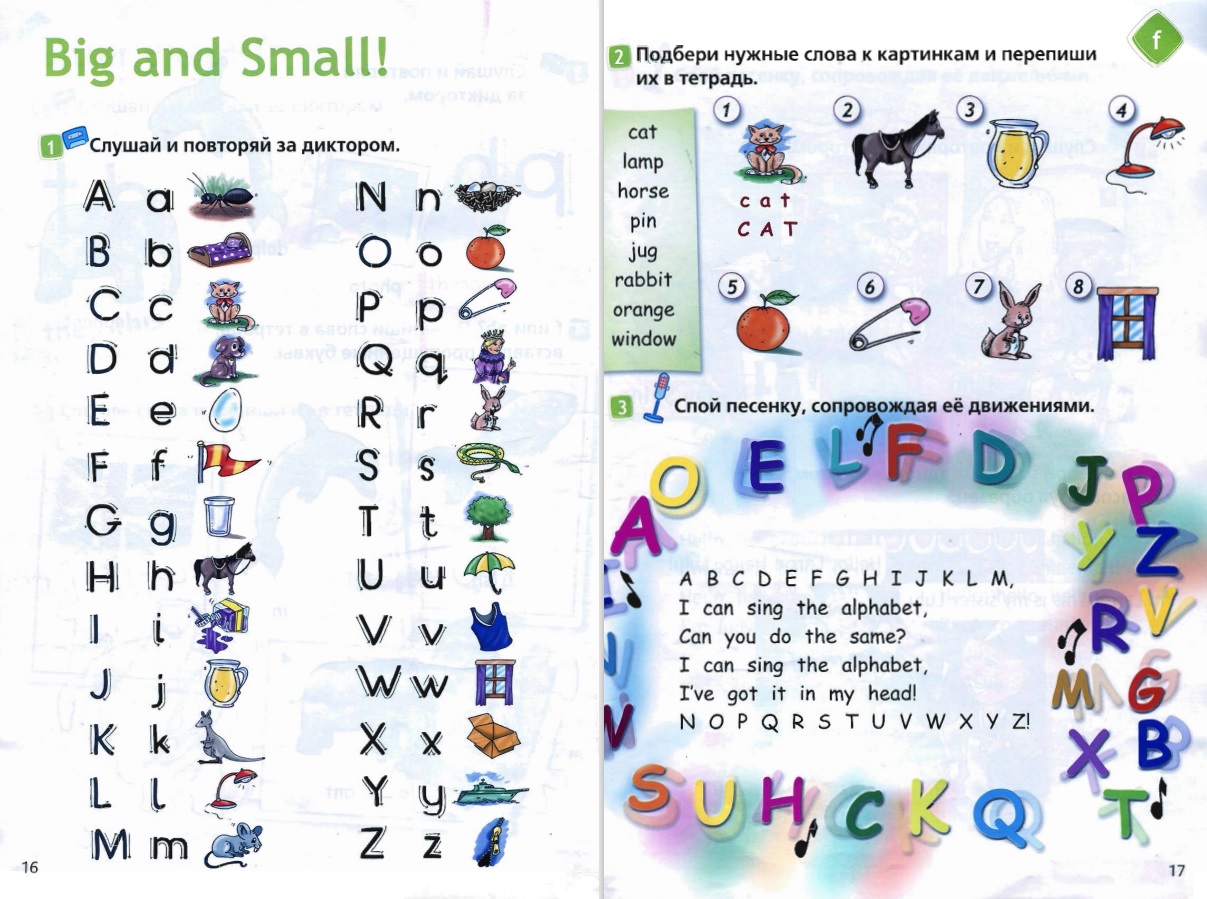 Big and Small!
1 Слушай и повторяй за диктором.
A a
B b
C c
D d
E e
F f
G g
H h
I i
J j
K k
L l
M m
N n
O o
P p
Q q
R r
S s
T t
U u
V v
W w
X x
Y y
Z z
16
f
2 Подбери нужные слова к картинкам и перепиши
их в тетрадь.
cat
lamp
horse
pin
jug
rabbit
orange
window
1 2 3 4
cat
CAT
5 6 7 8
3 Спой песенку, сопровождая её движениями.
O E L F D J P
A Y Z
I R V
N M G
W X B
S U H C K Q T
A B C D E F G H I J K L M,
I can sing the alphabet,
Can you do the same?
I can sing the alphabet,
I've got it in my head!
N O P Q R S T U V W X Y Z!
17